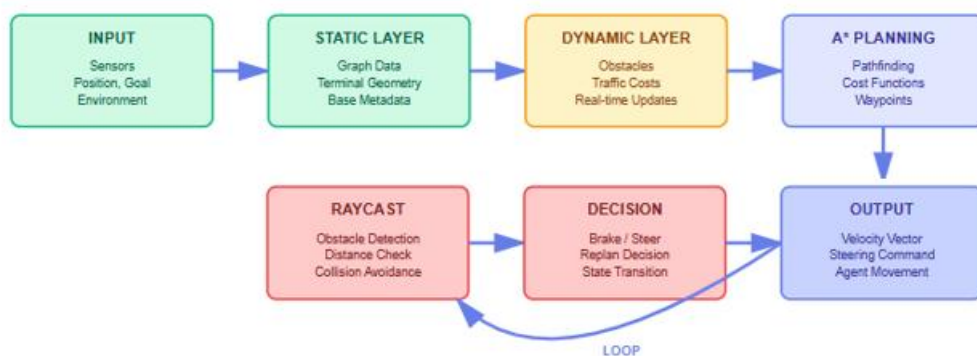 INPUT
Sensors
Position, Goal
Environment
STATIC LAYER
Graph Data
Terminal Geometry
Base Metadata
DYNAMIC LAYER
Obstacles
Traffic Costs
Real-time Updates
A* PLANNING
Pathfinding
Cost Functions
Waypoints
RAYCAST
Obstacle Detection
Distance Check
Collision Avoidance
DECISION
Brake / Steer
Replan Decision
State Transition
OUTPUT
Velocity Vector
Steering Command
Agent Movement
LOOP